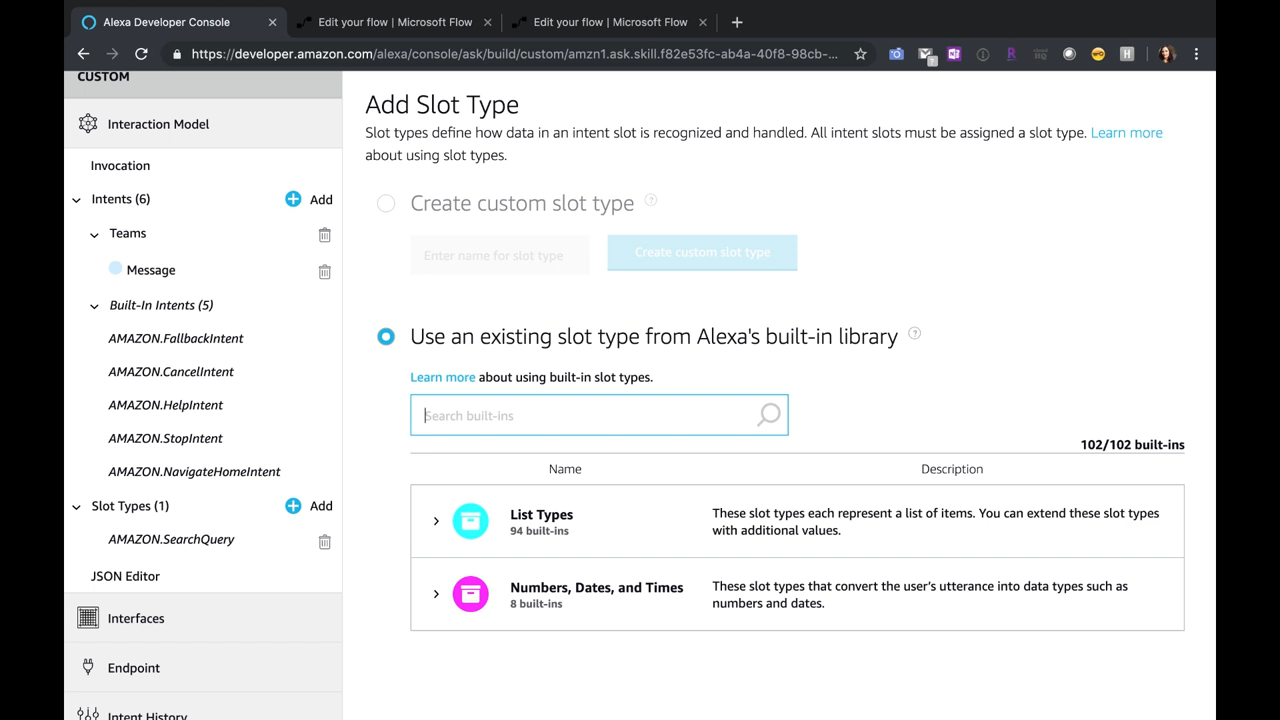 Alexa Developer Console
Edit your flow | Microsoft Flow
Edit your flow | Microsoft Flow
https://developer.amazon.com/alexa/console/ask/build/custom/amzn1.ask.skill.f82e53fc-ab4a-40f8-98cb-...
CUSTOM
Interaction Model
Invocation
Intents (6)
Add
Teams
Message
Built-In Intents (5)
AMAZON.FallbackIntent
AMAZON.CancelIntent
AMAZON.HelpIntent
AMAZON.StopIntent
AMAZON.NavigateHomeIntent
Slot Types (1)
Add
AMAZON.SearchQuery
JSON Editor
Interfaces
Endpoint
Intent History
Add Slot Type
Slot types define how data in an intent slot is recognized and handled. All intent slots must be assigned a slot type. Learn more
about using slot types.
Create custom slot type
Enter name for slot type
Create custom slot type
Use an existing slot type from Alexa's built-in library
Learn more about using built-in slot types.
Search built-ins
102/102 built-ins
Name
Description
List Types
94 built-ins
These slot types each represent a list of items. You can extend these slot types
with additional values.
Numbers, Dates, and Times
8 built-ins
These slot types that convert the user's utterance into data types such as
numbers and dates.